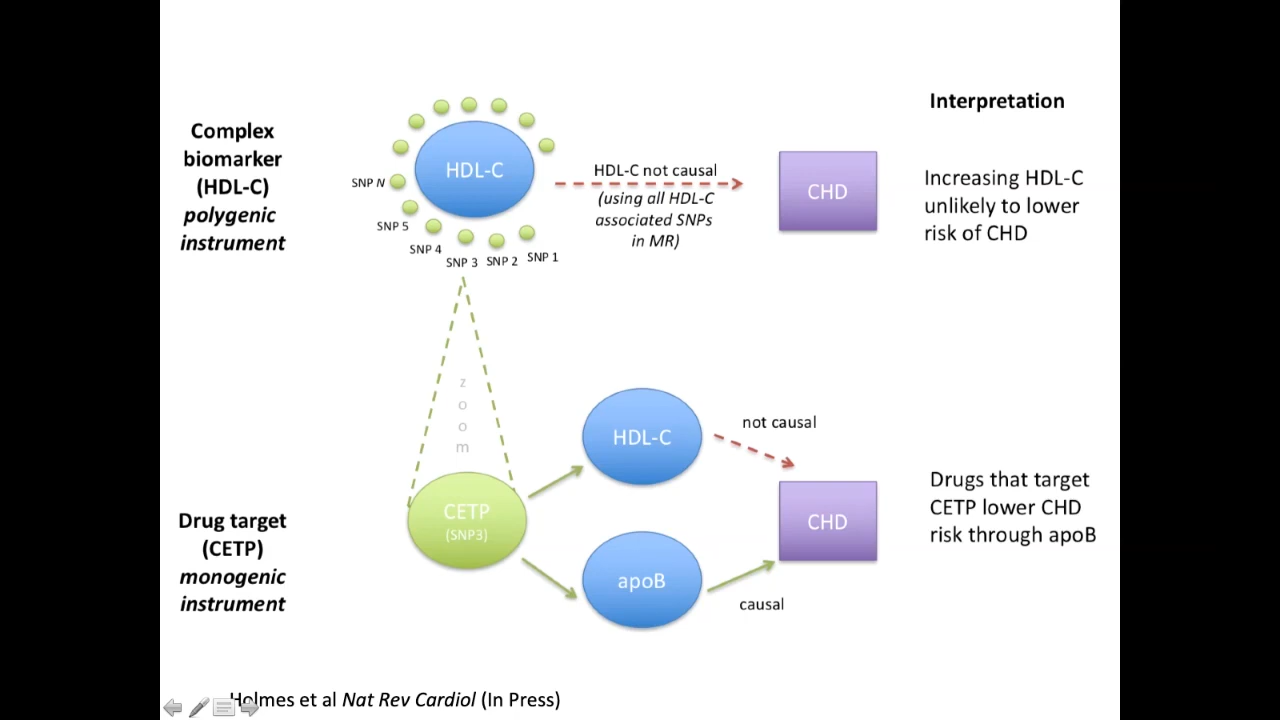 Interpretation
Complex
biomarker
(HDL-C)
polygenic
instrument
HDL-C
SNP N
SNP 5
SNP 4
SNP 3
SNP 2
SNP 1
HDL-C not causal
(using all HDL-C
associated SNPs
in MR)
CHD
Increasing HDL-C
unlikely to lower
risk of CHD
z
o
o
m
Drug target
(CETP)
monogenic
instrument
CETP
(SNP3)
HDL-C
apoB
not causal
causal
CHD
Drugs that target
CETP lower CHD
risk through apoB
Holmes et al Nat Rev Cardiol (In Press)